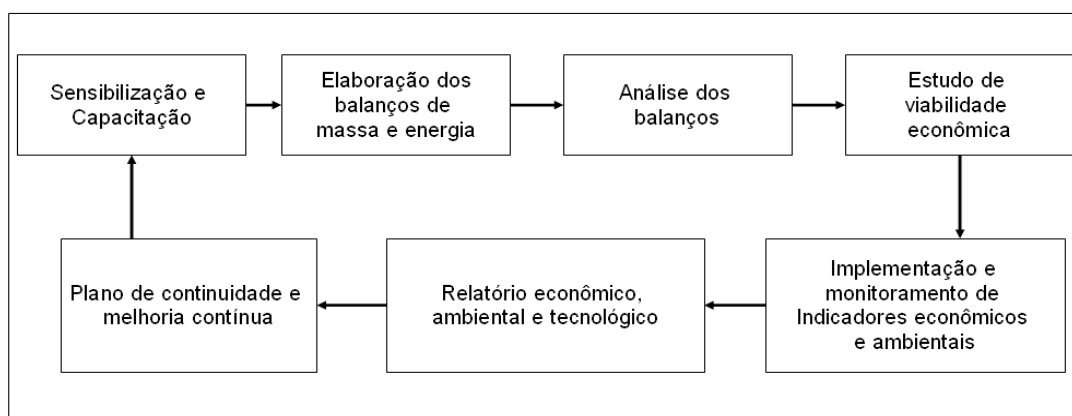 Sensibilização e
Capacitação
Elaboração dos
balanços de
massa e energia
Análise dos
balanços
Estudo de
viabilidade
econômica
Implementação e
monitoramento de
Indicadores econômicos
e ambientais
Relatório econômico,
ambiental e tecnológico
Plano de continuidade e
melhoria contínua